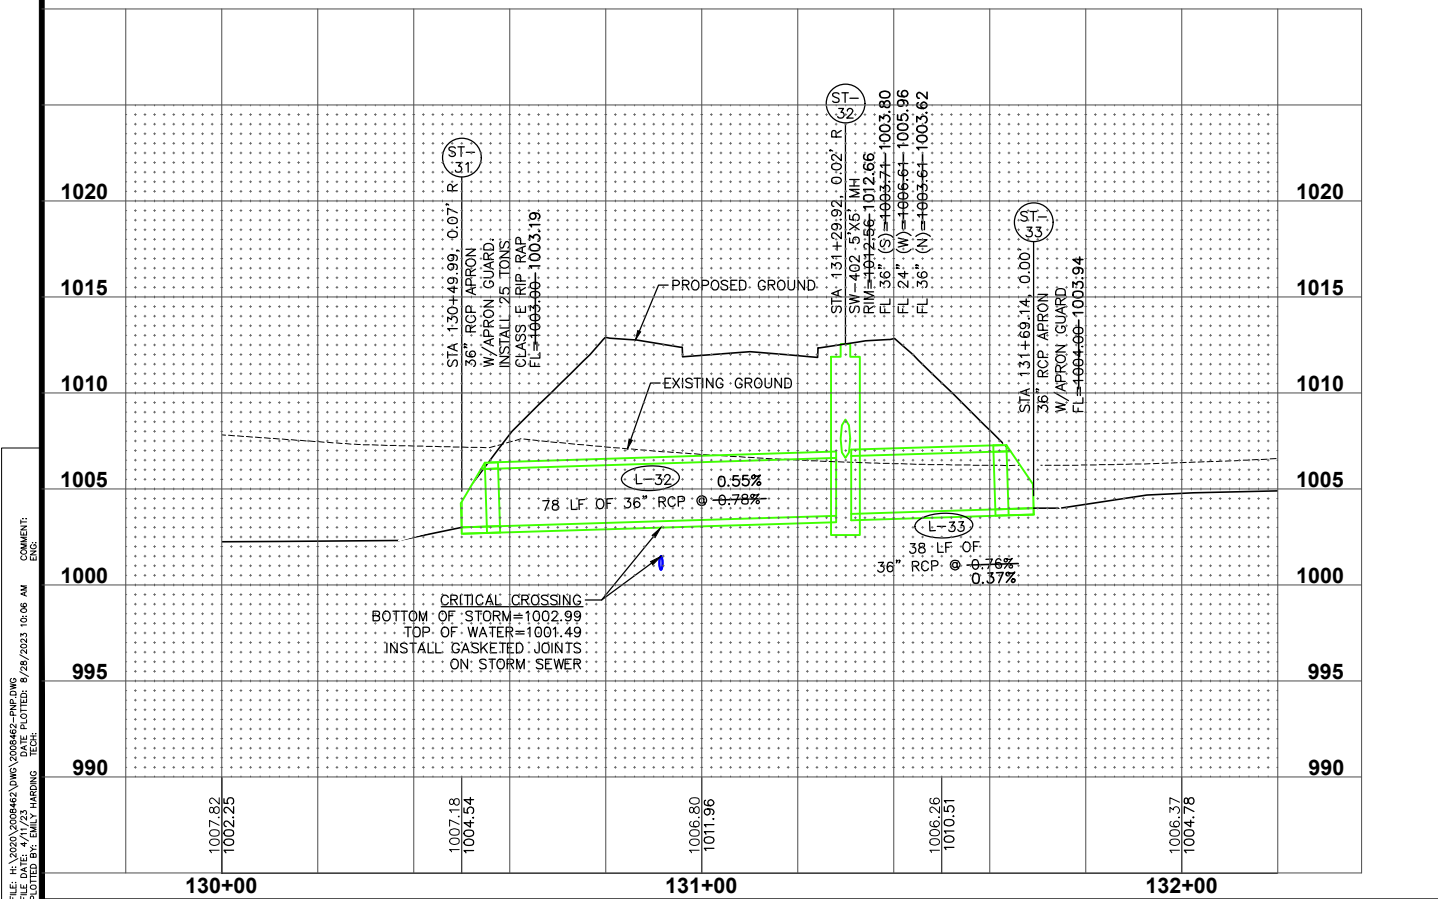 ST-
31
STA 130+49.99, 0.07' R
36" RCP APRON
W/APRON GUARD.
INSTALL 25 TONS
CLASS E RIP RAP
FL=1003.00 1003.19
ST-
32
STA 131+29.92, 0.02' R
SW-402 5'X5' MH
RIM=1012.56 1012.66
FL 36" (S)=1003.71 1003.80
FL 24" (W)=1006.61 1005.96
FL 36" (N)=1003.61 1003.62
ST-
33
STA 131+69.14, 0.00'
36" RCP APRON
W/APRON GUARD
FL=1004.00 1003.94
1020
1020
PROPOSED GROUND
1015
1015
EXISTING GROUND
1010
1010
1005
1005
L-32
0.55%
78 LF OF 36" RCP @ 0.78%
L-33
38 LF OF
36" RCP @ 0.76%
0.37%
1000
1000
CRITICAL CROSSING
BOTTOM OF STORM=1002.99
TOP OF WATER=1001.49
INSTALL GASKETED JOINTS
ON STORM SEWER
995
995
990
990
1007.82
1002.25
1007.18
1004.54
1006.80
1011.96
1006.26
1010.51
1006.37
1004.78
130+00
131+00
132+00
FILE: H:\2020\2008462\DWG\2008462-PNP.DWG
FILE DATE: 4/11/23 DATE PLOTTED: 8/28/2023 10:06 AM COMMENT:
PLOTTED BY: EMILY HARDING TECH: ENG: